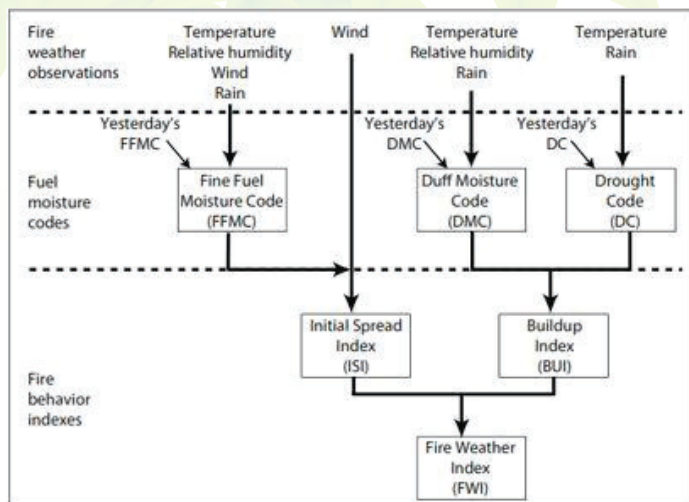 Fire
weather
observations
Temperature
Relative humidity
Wind
Rain
Wind
Temperature
Relative humidity
Rain
Temperature
Rain
Fuel
moisture
codes
Yesterday's
FFMC
Fine Fuel
Moisture Code
(FFMC)
Yesterday's
DMC
Duff Moisture
Code
(DMC)
Yesterday's
DC
Drought
Code
(DC)
Fire
behavior
indexes
Initial Spread
Index
(ISI)
Buildup
Index
(BUI)
Fire Weather
Index
(FWI)